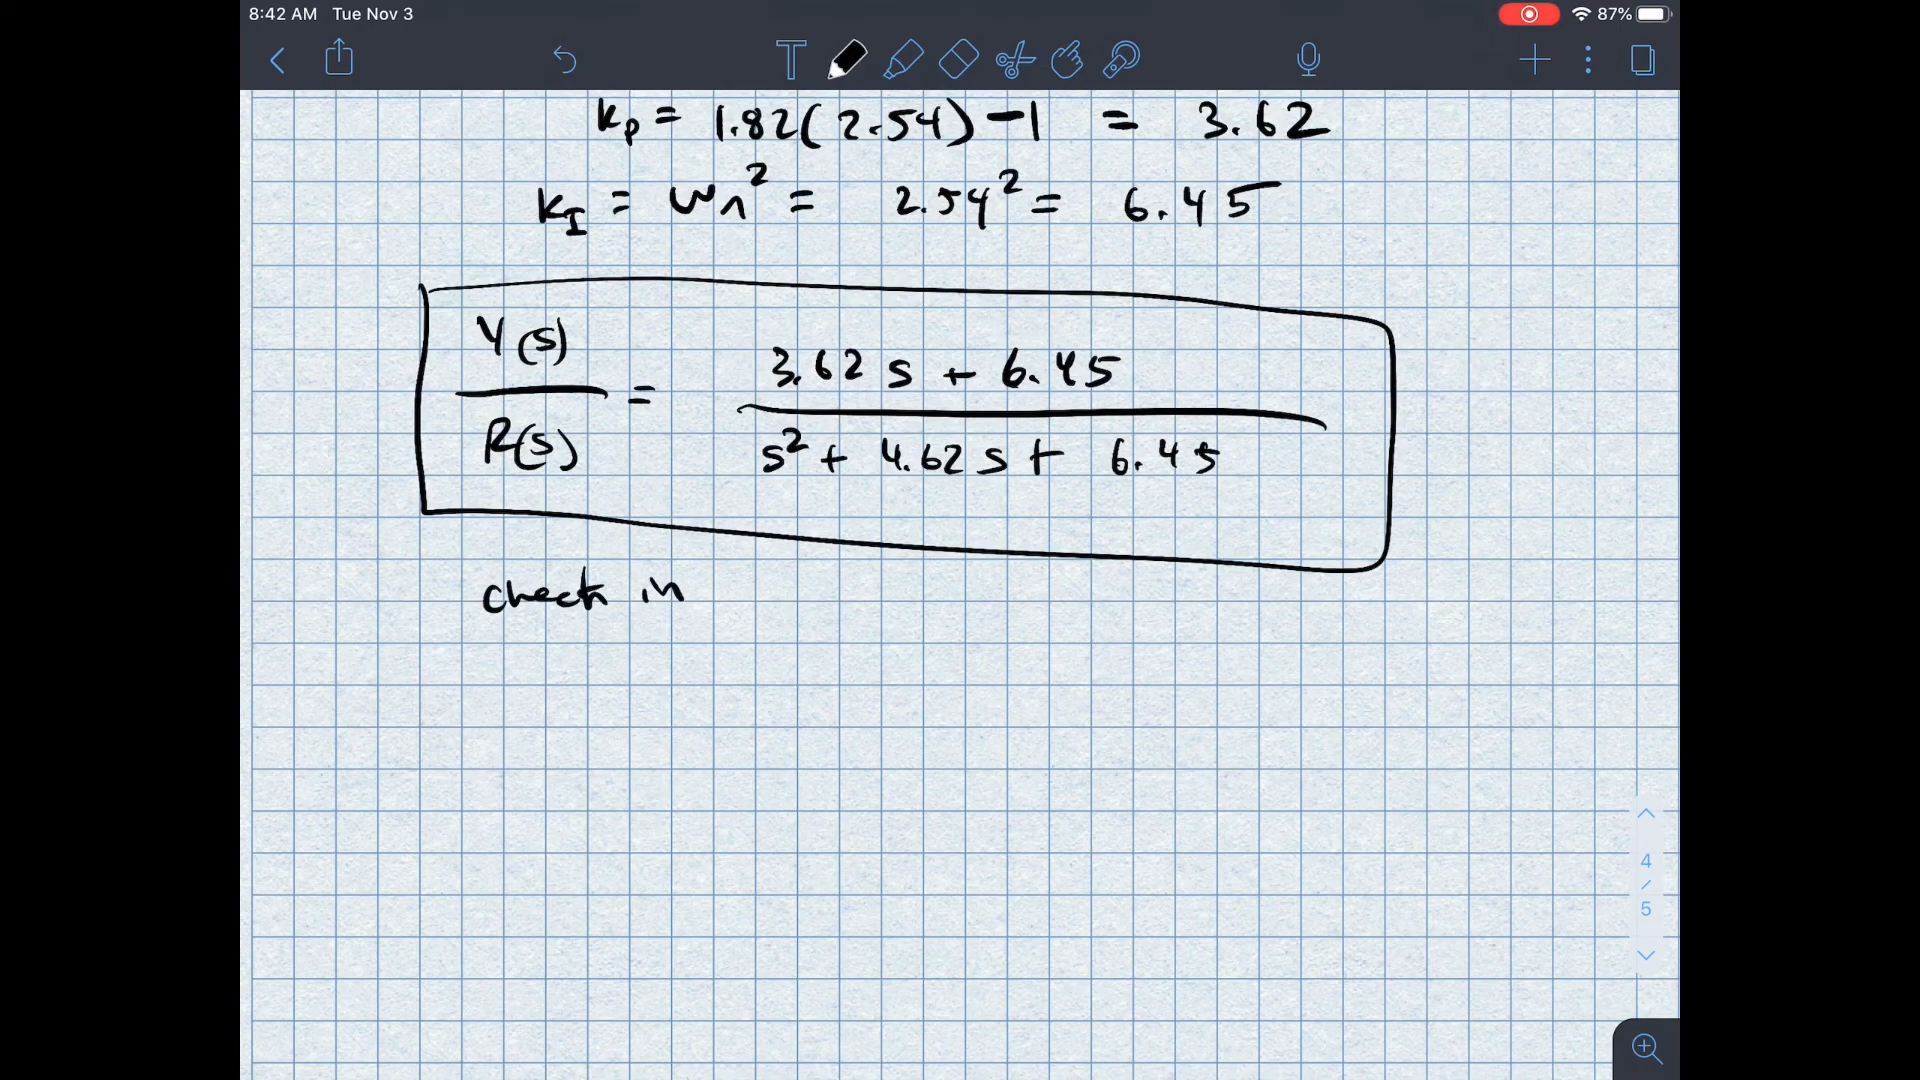 8:42 AM Tue Nov 3 87%
T
Kp = 1.82(2.54) - 1 = 3.62
KI = ωn² = 2.54² = 6.45
Y(s) / R(s) = 3.62 s + 6.45 / s² + 4.62 s + 6.45
check in
4 / 5